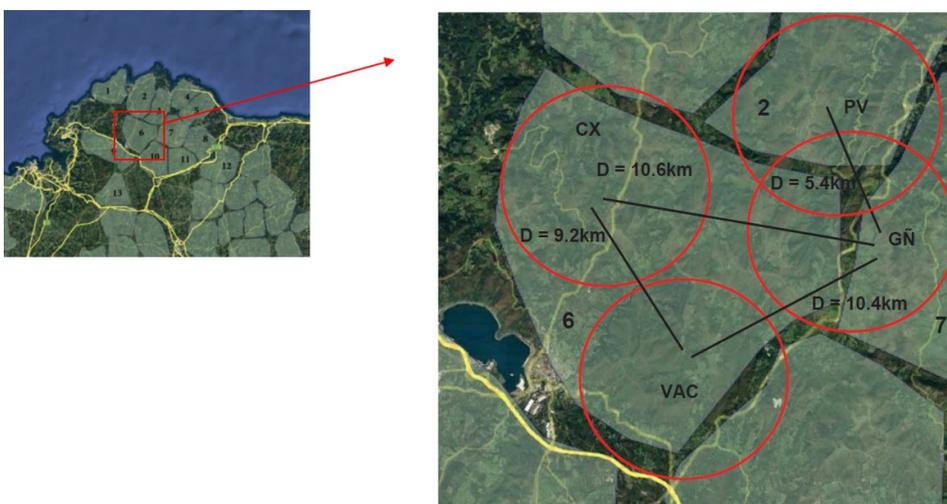 1
2
4
5
6
7
8
10
11
12
13
2
PV
CX
D = 10.6km
D = 5.4km
D = 9.2km
GÑ
D = 10.4km
6
7
VAC